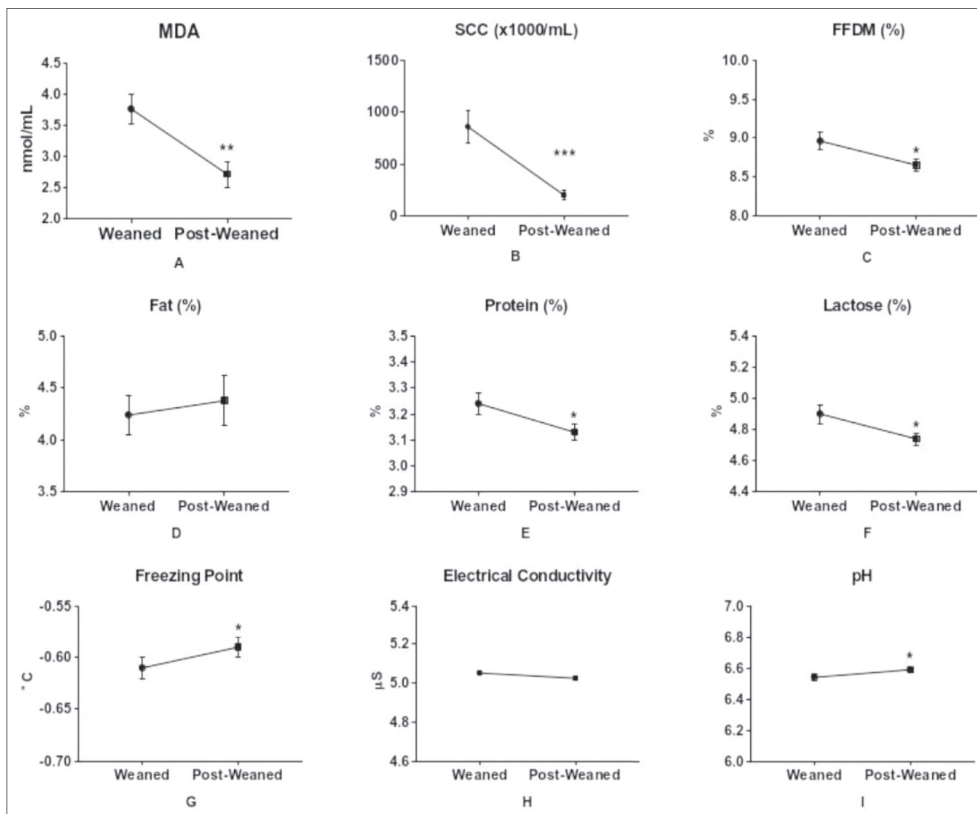 MDA
nmol/mL
4.5
4.0
3.5
3.0
2.5
2.0
**
Weaned Post-Weaned
A
SCC (x1000/mL)
1500
1000
500
0
***
Weaned Post-Weaned
B
FFDM (%)
%
10.0
9.5
9.0
8.5
8.0
*
Weaned Post-Weaned
C
Fat (%)
%
5.0
4.5
4.0
3.5
Weaned Post-Weaned
D
Protein (%)
%
3.5
3.4
3.3
3.2
3.1
3.0
2.9
*
Weaned Post-Weaned
E
Lactose (%)
%
5.4
5.2
5.0
4.8
4.6
4.4
*
Weaned Post-Weaned
F
Freezing Point
° C
-0.55
-0.60
-0.65
-0.70
*
Weaned Post-Weaned
G
Electrical Conductivity
µS
5.4
5.2
5.0
4.8
4.6
Weaned Post-Weaned
H
pH
7.0
6.8
6.6
6.4
6.2
6.0
*
Weaned Post-Weaned
I